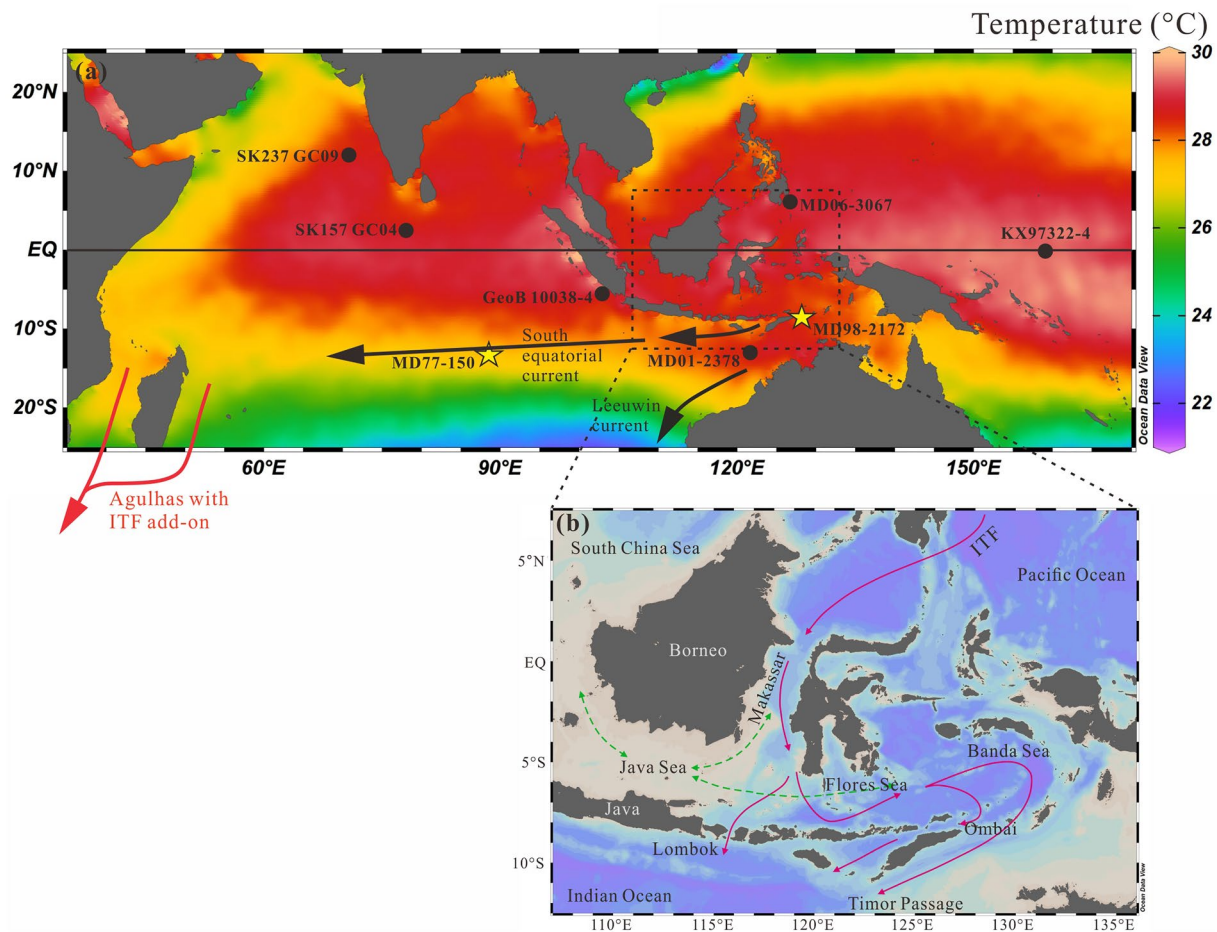 Temperature (°C)
(a)
30
28
26
24
22
20°N
10°N
EQ
10°S
20°S
SK237 GC09
SK157 GC04
MD06-3067
KX97322-4
GeoB 10038-4
MD98-2172
South
equatorial
current
MD77-150
MD01-2378
Leeuwin
current
Ocean Data View
60°E
90°E
120°E
150°E
Agulhas with
ITF add-on
(b)
South China Sea
ITF
Pacific Ocean
5°N
EQ
5°S
10°S
Borneo
Makassar
Banda Sea
Java Sea
Flores Sea
Java
Ombai
Lombok
Indian Ocean
Timor Passage
Ocean Data View
110°E
115°E
120°E
125°E
130°E
135°E